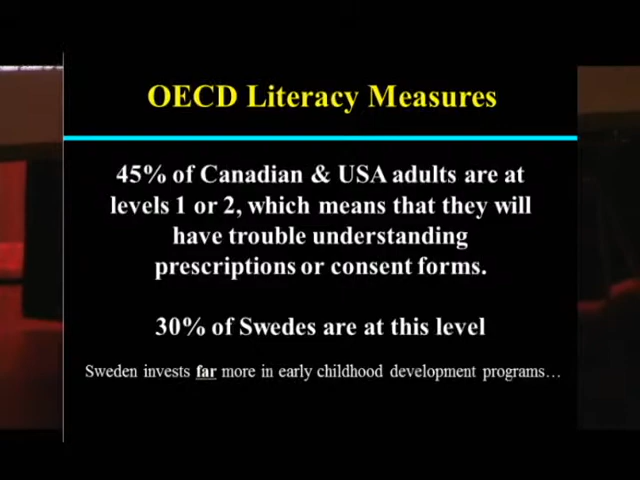 OECD Literacy Measures
45% of Canadian & USA adults are at
levels 1 or 2, which means that they will
have trouble understanding
prescriptions or consent forms.
30% of Swedes are at this level
Sweden invests far more in early childhood development programs…